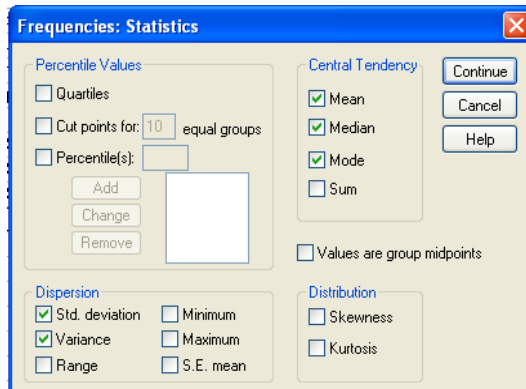 Frequencies: Statistics
Percentile Values
Quartiles
Cut points for: 10 equal groups
Percentile(s):
Add
Change
Remove
Central Tendency
Mean
Median
Mode
Sum
Continue
Cancel
Help
Values are group midpoints
Dispersion
Std. deviation Minimum
Variance Maximum
Range S.E. mean
Distribution
Skewness
Kurtosis